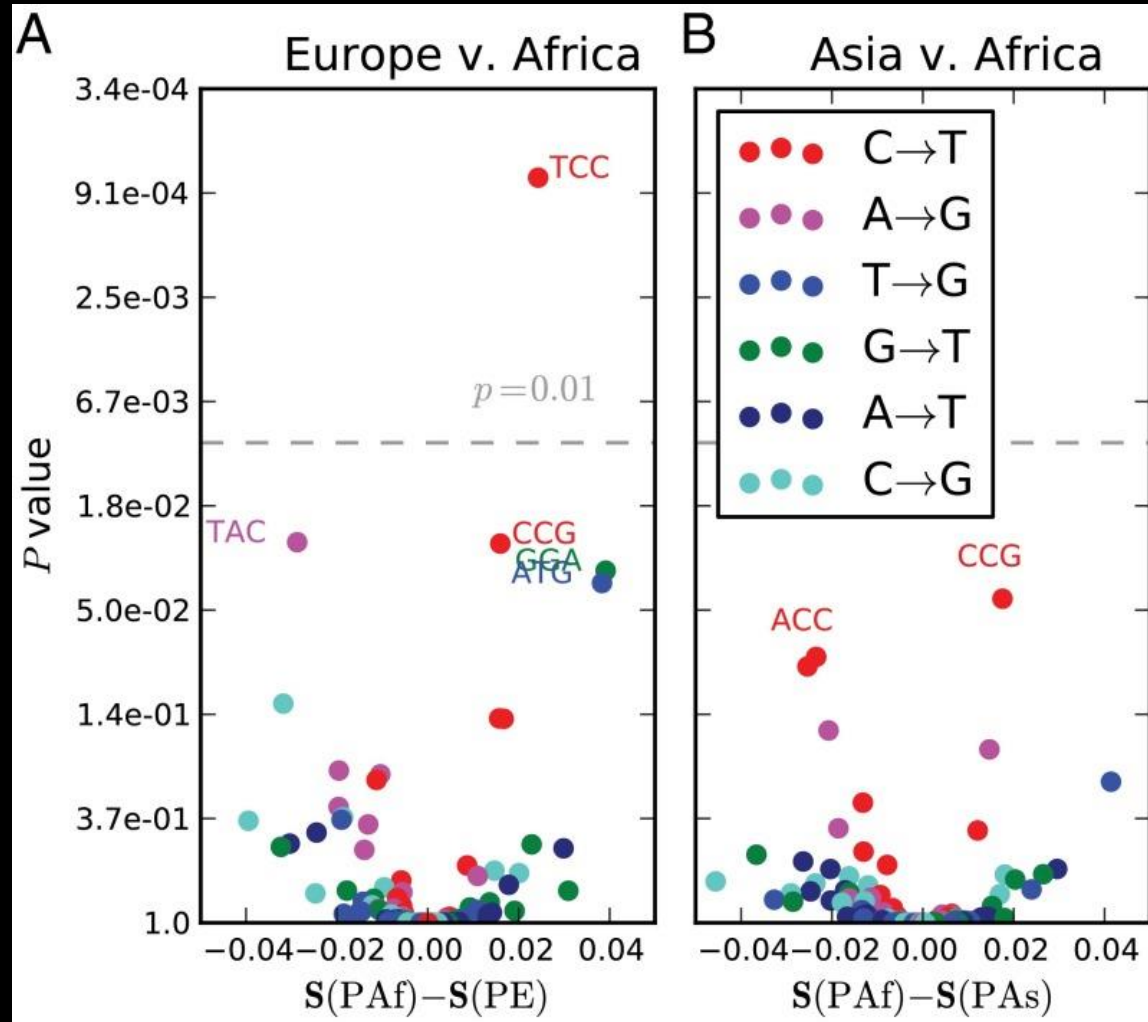 A
Europe v. Africa
P value
3.4e-04
9.1e-04
2.5e-03
6.7e-03
1.8e-02
5.0e-02
1.4e-01
3.7e-01
1.0
TCC
p=0.01
TAC
CCG
GGA
ATG
−0.04 −0.02 0.00 0.02 0.04
S(PAf)−S(PE)
B
Asia v. Africa
C→T
A→G
T→G
G→T
A→T
C→G
CCG
ACC
−0.04 −0.02 0.00 0.02 0.04
S(PAf)−S(PAs)